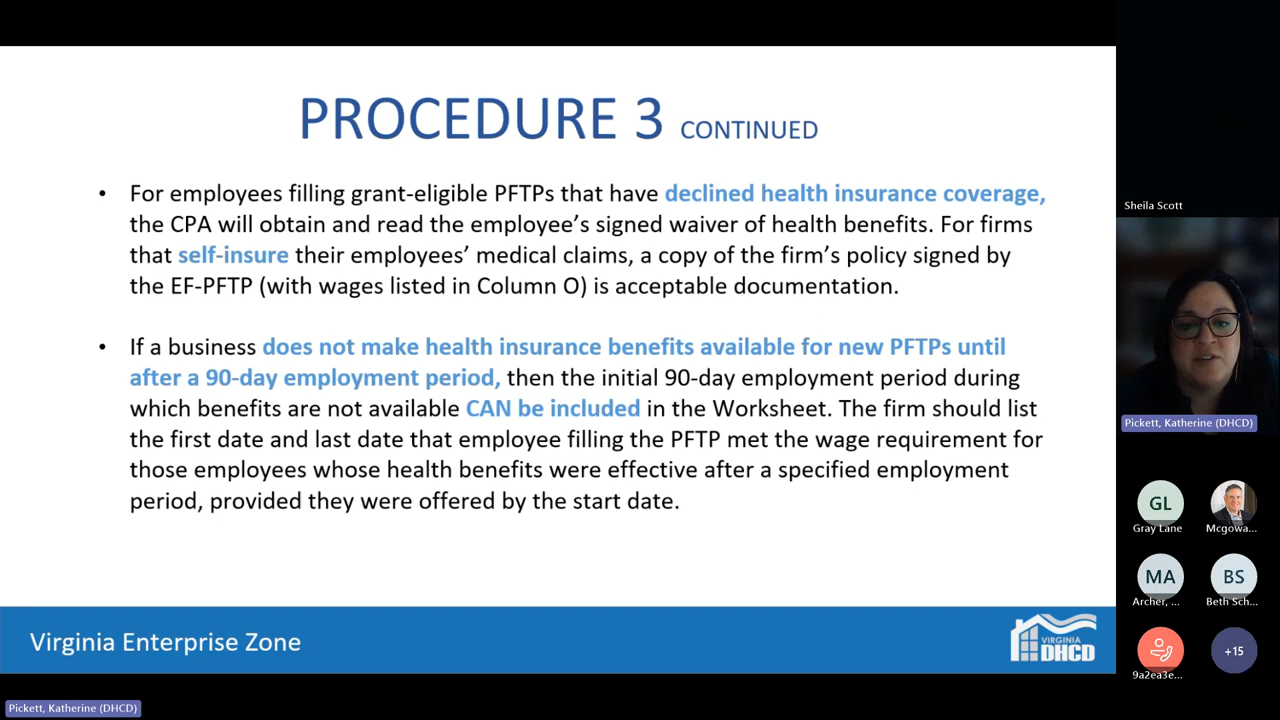 PROCEDURE 3 CONTINUED
• For employees filling grant-eligible PFTPs that have declined health insurance coverage,
the CPA will obtain and read the employee’s signed waiver of health benefits. For firms
that self-insure their employees’ medical claims, a copy of the firm’s policy signed by
the EF-PFTP (with wages listed in Column O) is acceptable documentation.
• If a business does not make health insurance benefits available for new PFTPs until
after a 90-day employment period, then the initial 90-day employment period during
which benefits are not available CAN be included in the Worksheet. The firm should list
the first date and last date that employee filling the PFTP met the wage requirement for
those employees whose health benefits were effective after a specified employment
period, provided they were offered by the start date.
Virginia Enterprise Zone
VIRGINIA
DHCD
Pickett, Katherine (DHCD)
Sheila Scott
Pickett, Katherine (DHCD)
GL
Gray Lane
Mcgowa...
MA
Archer, ...
BS
Beth Sch...
9a2ea3e...
+15